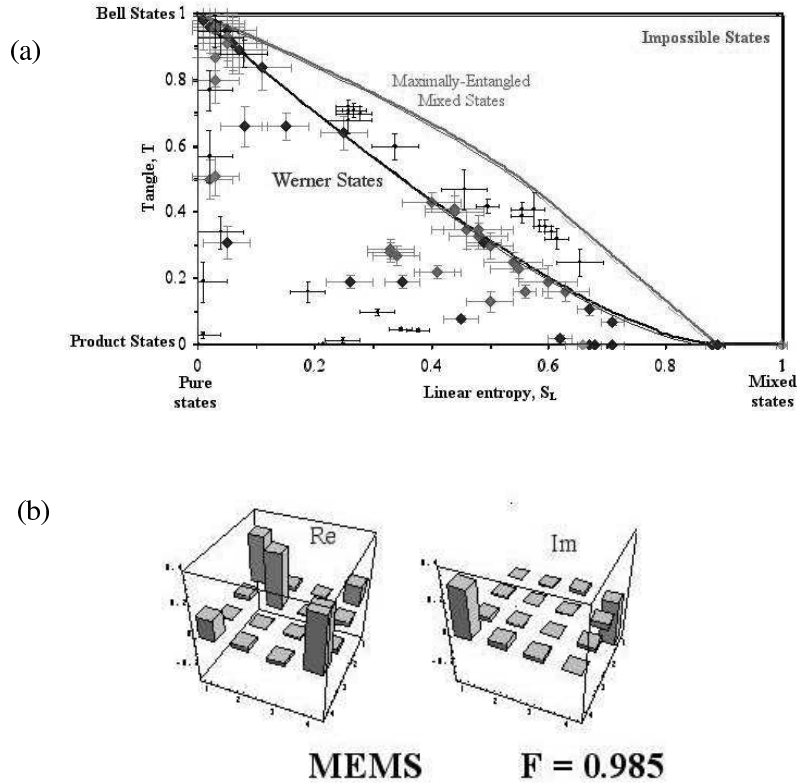 (a)
Bell States 1
Impossible States
Maximally-Entangled
Mixed States
0.8
0.6
Tangle, T
Werner States
0.4
0.2
Product States 0
0 0.2 0.4 0.6 0.8 1
Pure
states
Linear entropy, S_L
Mixed
states
(b)
Re
Im
MEMS F = 0.985